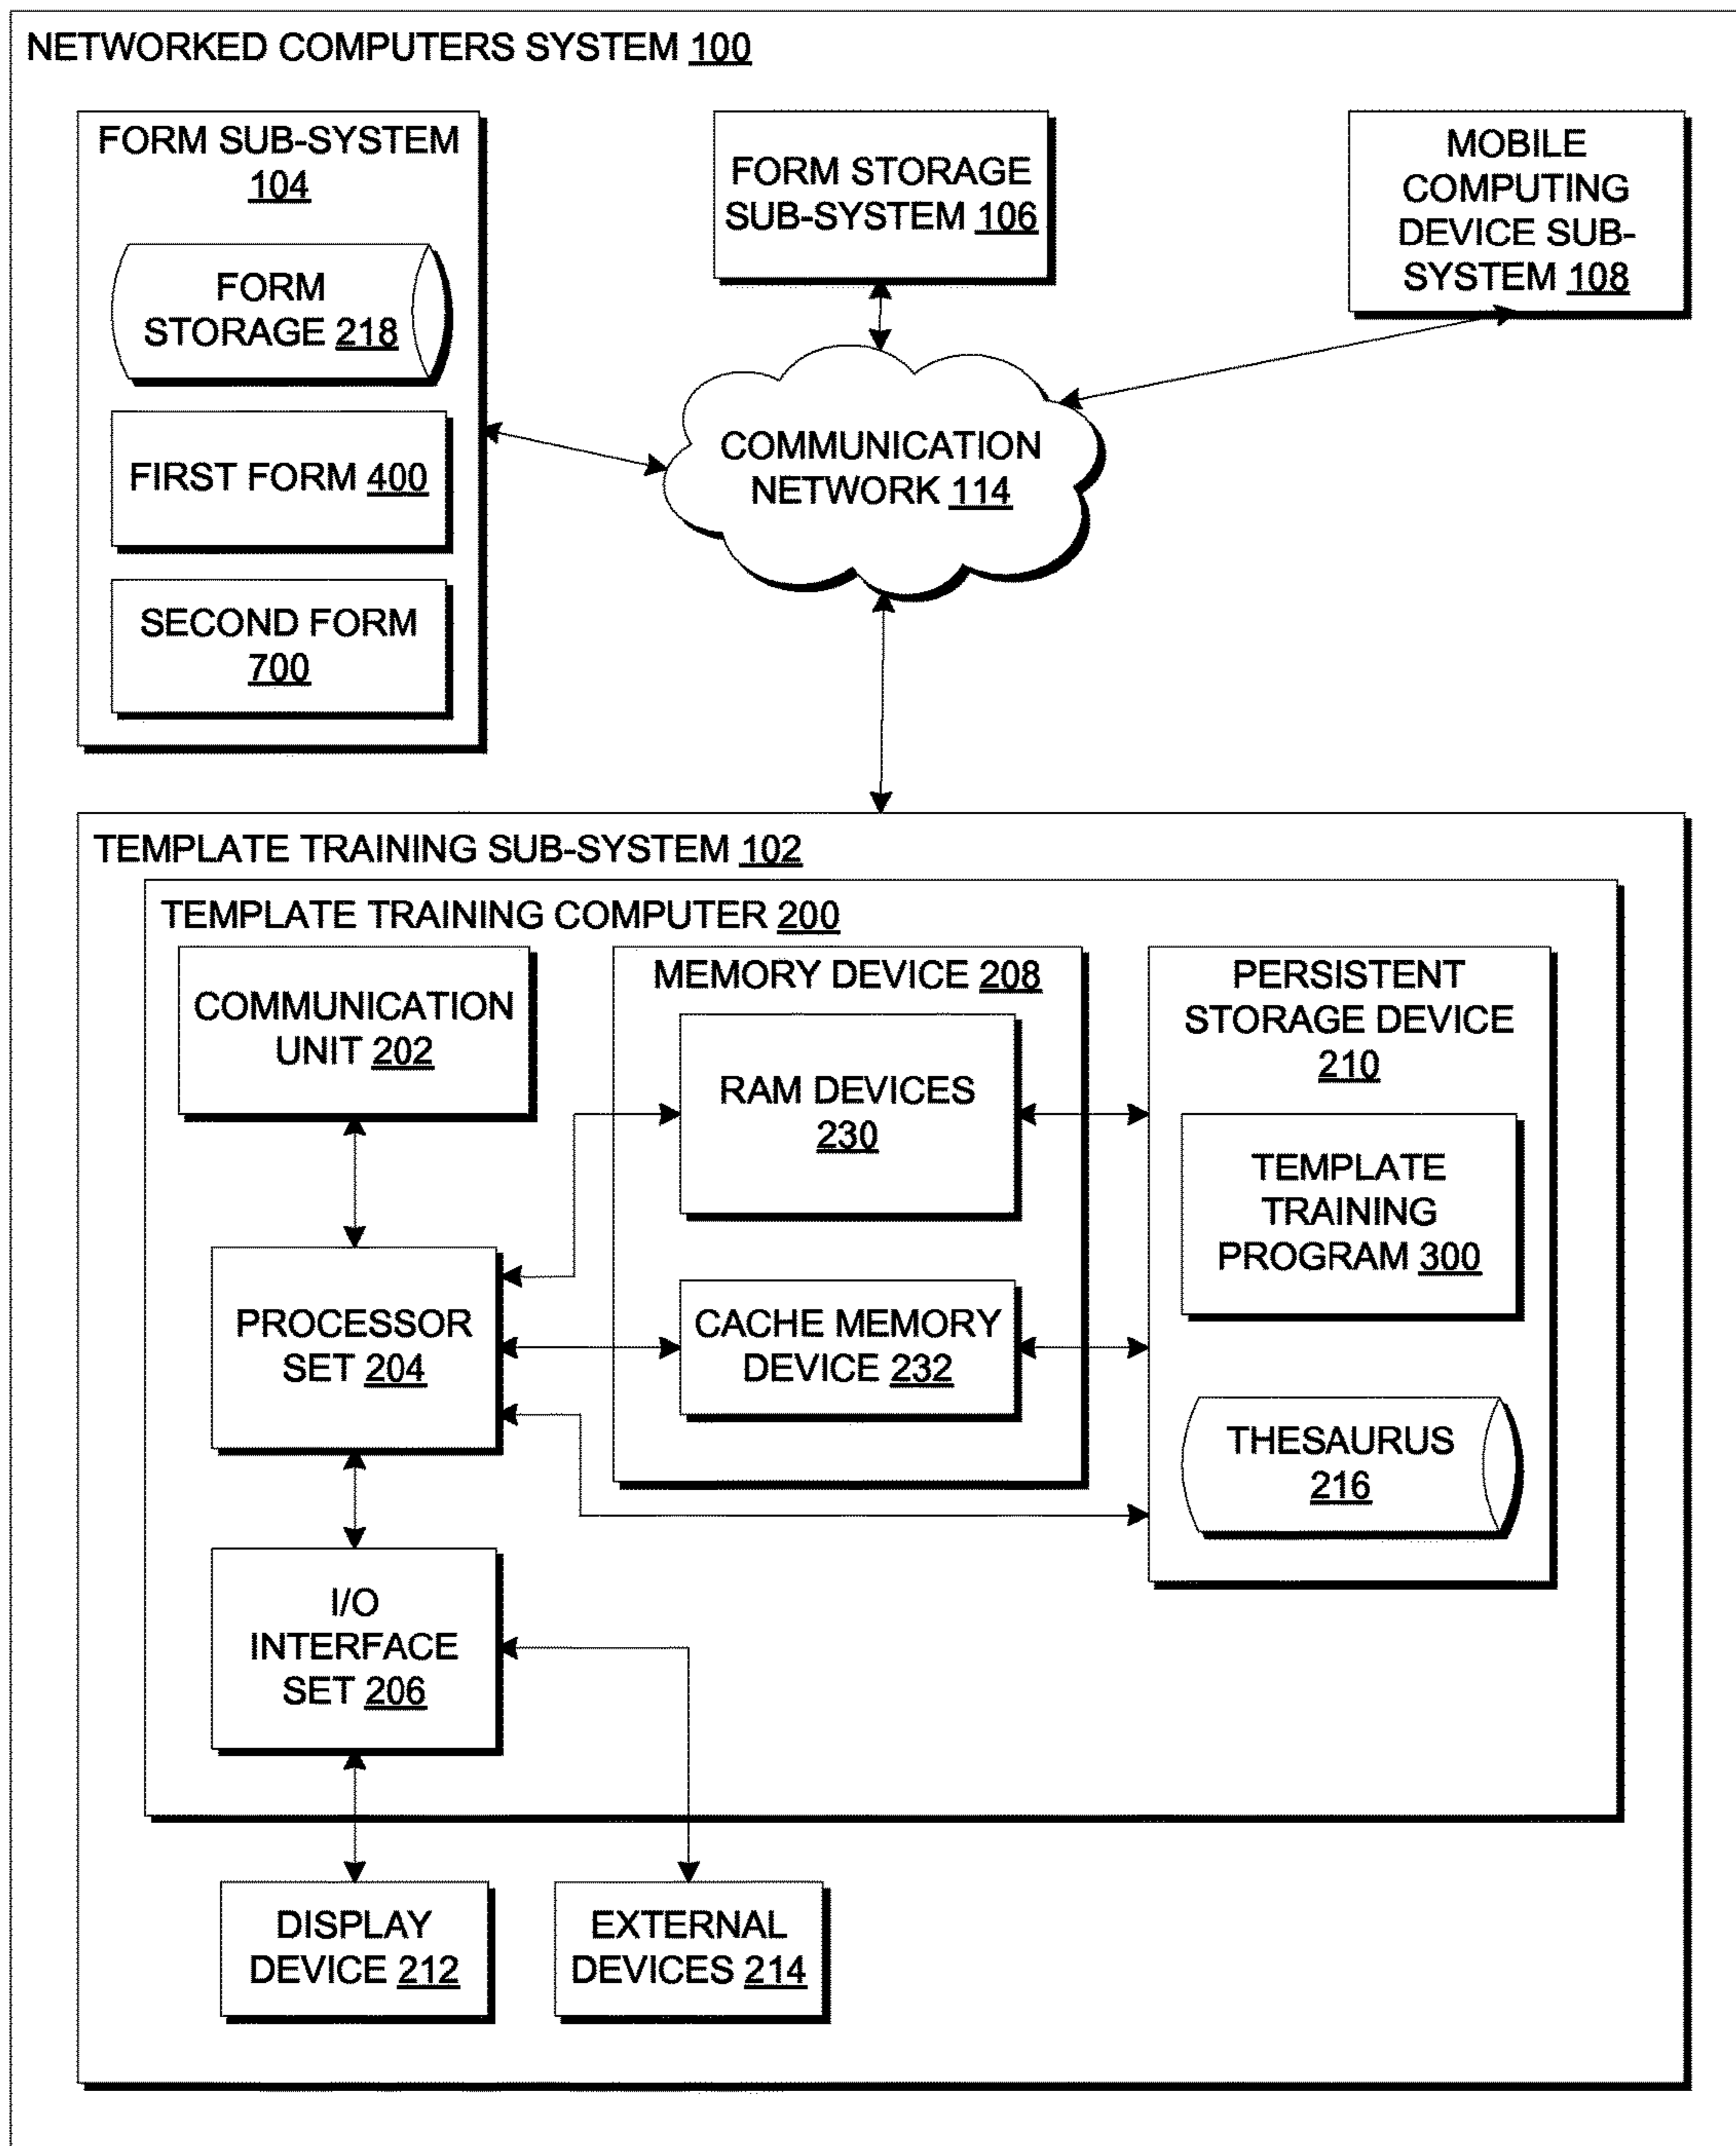 NETWORKED COMPUTERS SYSTEM 100
FORM SUB-SYSTEM
104
FORM
STORAGE 218
FIRST FORM 400
SECOND FORM
700
FORM STORAGE
SUB-SYSTEM 106
MOBILE
COMPUTING
DEVICE SUB-
SYSTEM 108
COMMUNICATION
NETWORK 114
TEMPLATE TRAINING SUB-SYSTEM 102
TEMPLATE TRAINING COMPUTER 200
COMMUNICATION
UNIT 202
PROCESSOR
SET 204
I/O
INTERFACE
SET 206
MEMORY DEVICE 208
RAM DEVICES
230
CACHE MEMORY
DEVICE 232
PERSISTENT
STORAGE DEVICE
210
TEMPLATE
TRAINING
PROGRAM 300
THESAURUS
216
DISPLAY
DEVICE 212
EXTERNAL
DEVICES 214